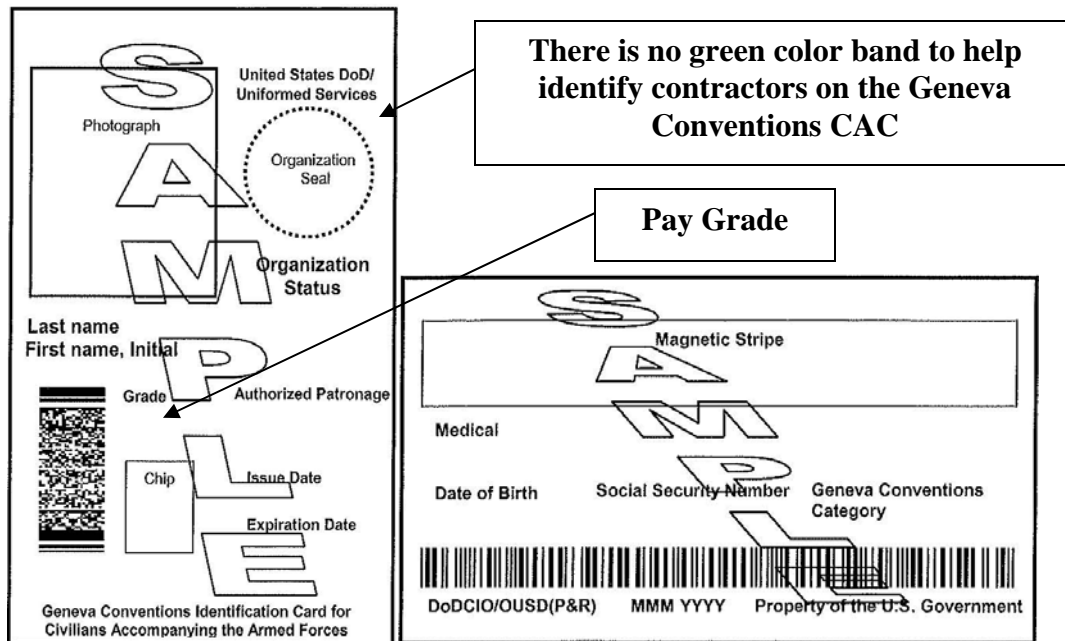 There is no green color band to help
identify contractors on the Geneva
Conventions CAC
Pay Grade
SAMPLE
United States DoD/
Uniformed Services
Photograph
Organization
Seal
Organization
Status
Last name
First name, Initial
Grade
Authorized Patronage
Chip
Issue Date
Expiration Date
Geneva Conventions Identification Card for
Civilians Accompanying the Armed Forces
SAMPLE
Magnetic Stripe
Medical
Date of Birth
Social Security Number
Geneva Conventions
Category
DoDCIO/OUSD(P&R)
MMM YYYY
Property of the U.S. Government